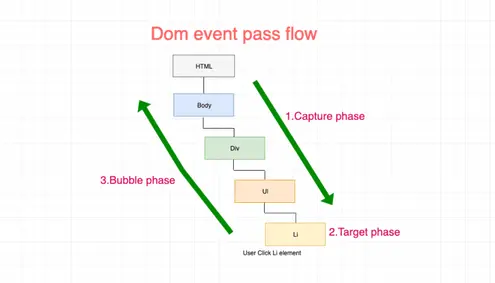 Dom event pass flow
HTML
Body
1.Capture phase
Div
3.Bubble phase
Ul
Li
2.Target phase
User Click Li element